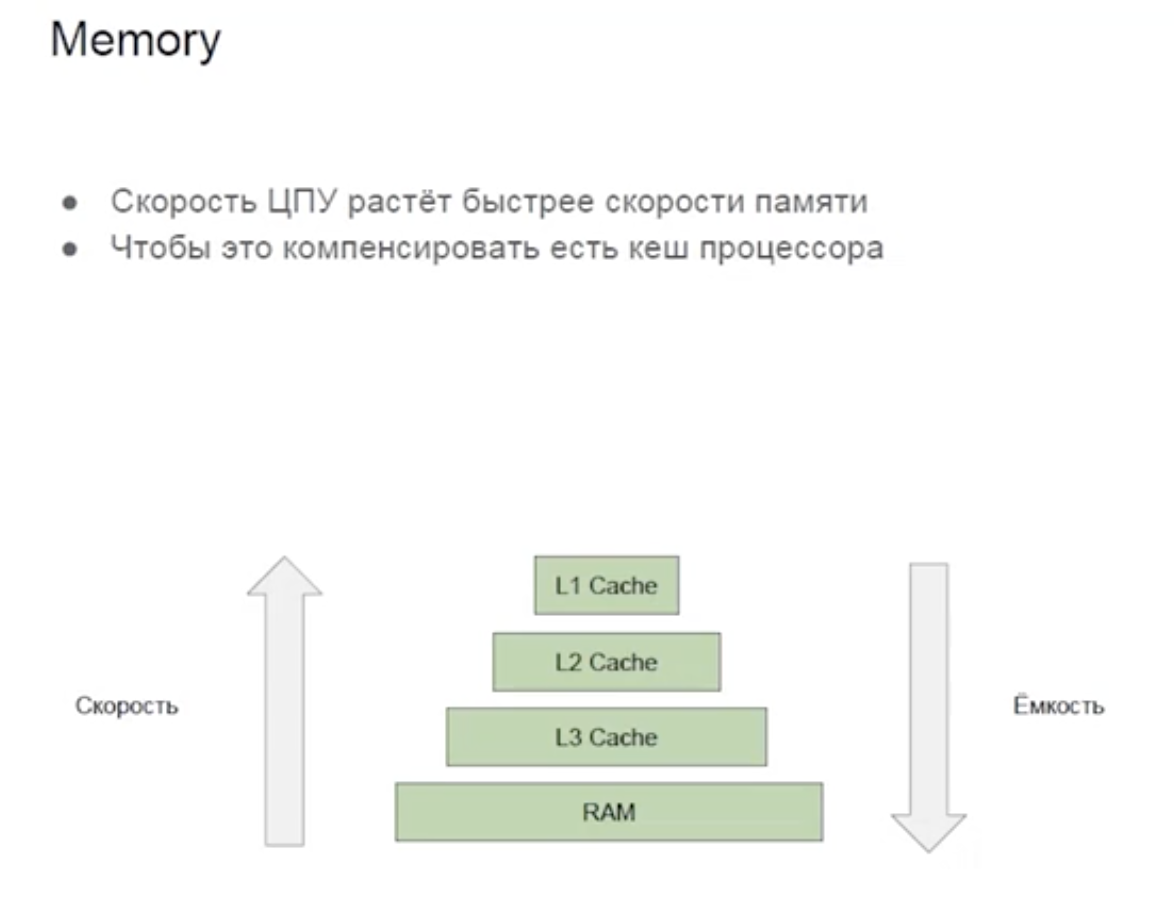 Memory
● Скорость ЦПУ растёт быстрее скорости памяти
● Чтобы это компенсировать есть кеш процессора
L1 Cache
L2 Cache
Скорость
Ёмкость
L3 Cache
RAM